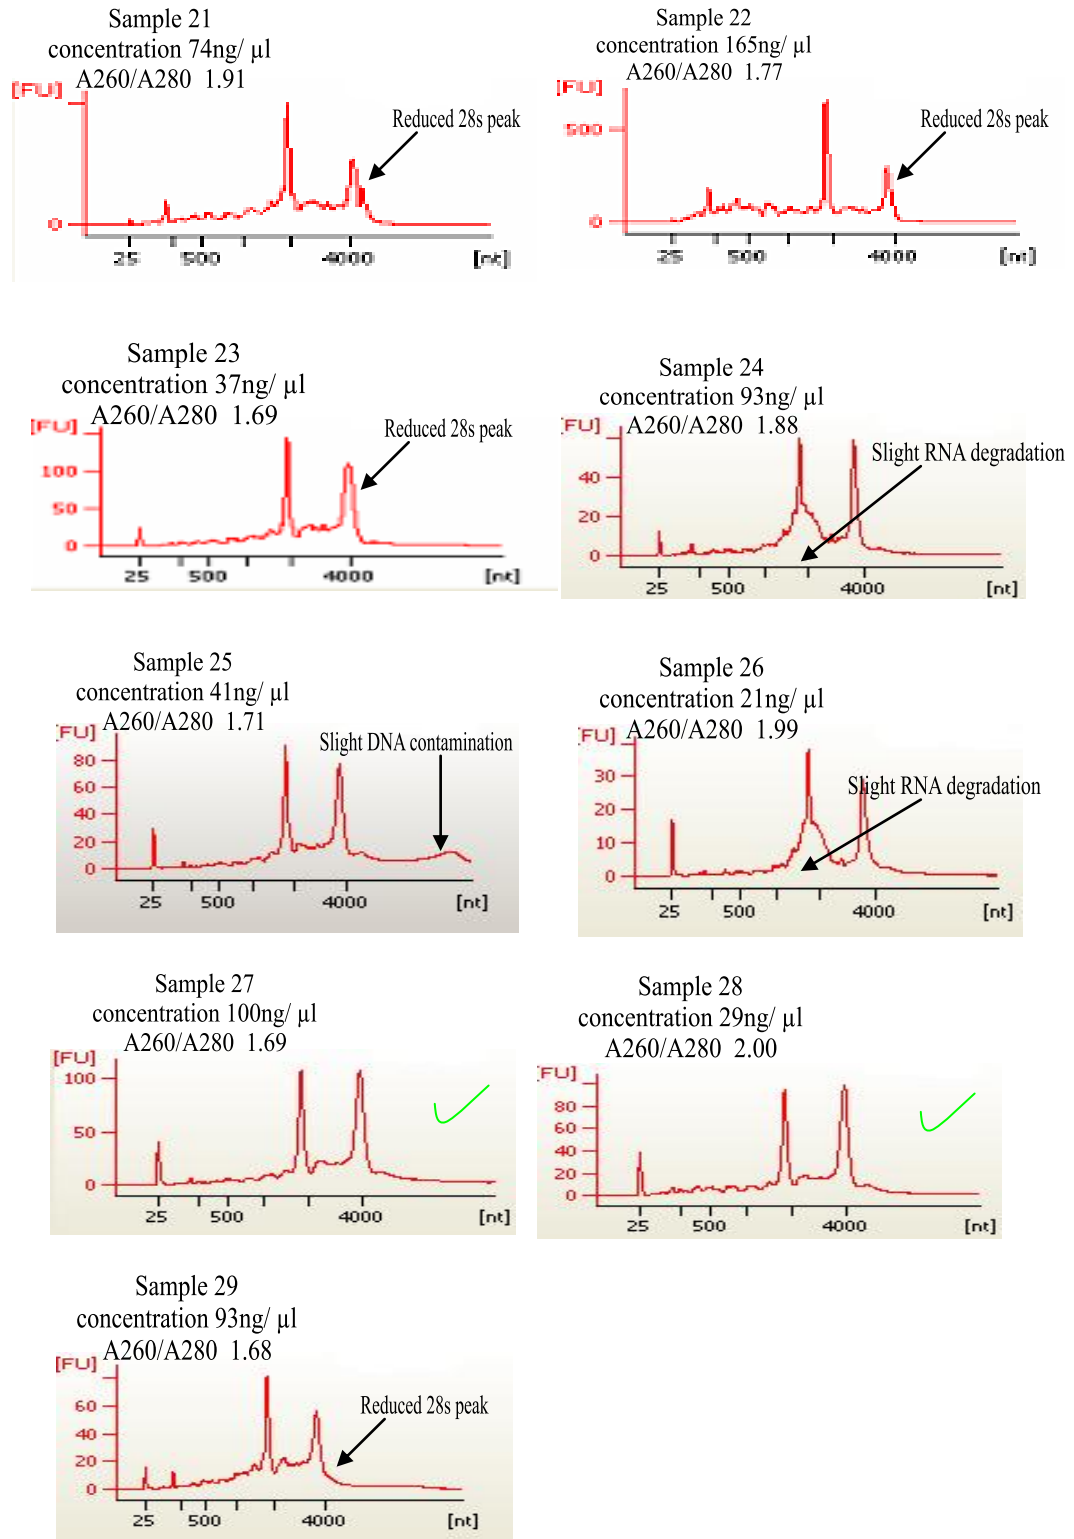 Sample 21
concentration 74ng/ µl
A260/A280  1.91
[FU]
Reduced 28s peak
0
25 500 4000 [nt]
Sample 22
concentration 165ng/ µl
A260/A280  1.77
[FU]
Reduced 28s peak
500
0
25 500 4000 [nt]
Sample 23
concentration 37ng/ µl
A260/A280  1.69
[FU]
Reduced 28s peak
100
50
0
25 500 4000 [nt]
Sample 24
concentration 93ng/ µl
A260/A280  1.88
[FU]
Slight RNA degradation
40
20
0
25 500 4000 [nt]
Sample 25
concentration 41ng/ µl
A260/A280  1.71
[FU]
Slight DNA contamination
80
60
40
20
0
25 500 4000 [nt]
Sample 26
concentration 21ng/ µl
A260/A280  1.99
[FU]
Slight RNA degradation
30
20
10
0
25 500 4000 [nt]
Sample 27
concentration 100ng/ µl
A260/A280  1.69
[FU]
100
50
0
25 500 4000 [nt]
Sample 28
concentration 29ng/ µl
A260/A280  2.00
[FU]
80
60
40
20
0
25 500 4000 [nt]
Sample 29
concentration 93ng/ µl
A260/A280  1.68
[FU]
Reduced 28s peak
60
40
20
0
25 500 4000 [nt]